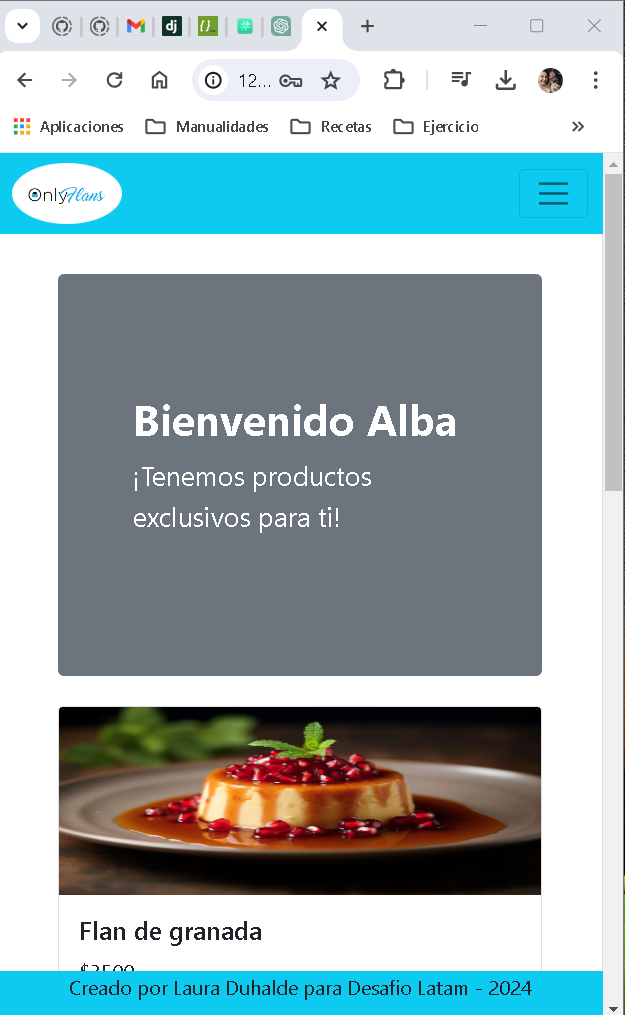 12...
Aplicaciones Manualidades Recetas Ejercicio
OnlyFlans
Bienvenido Alba
¡Tenemos productos
exclusivos para ti!
Flan de granada
$3500
Creado por Laura Duhalde para Desafio Latam - 2024